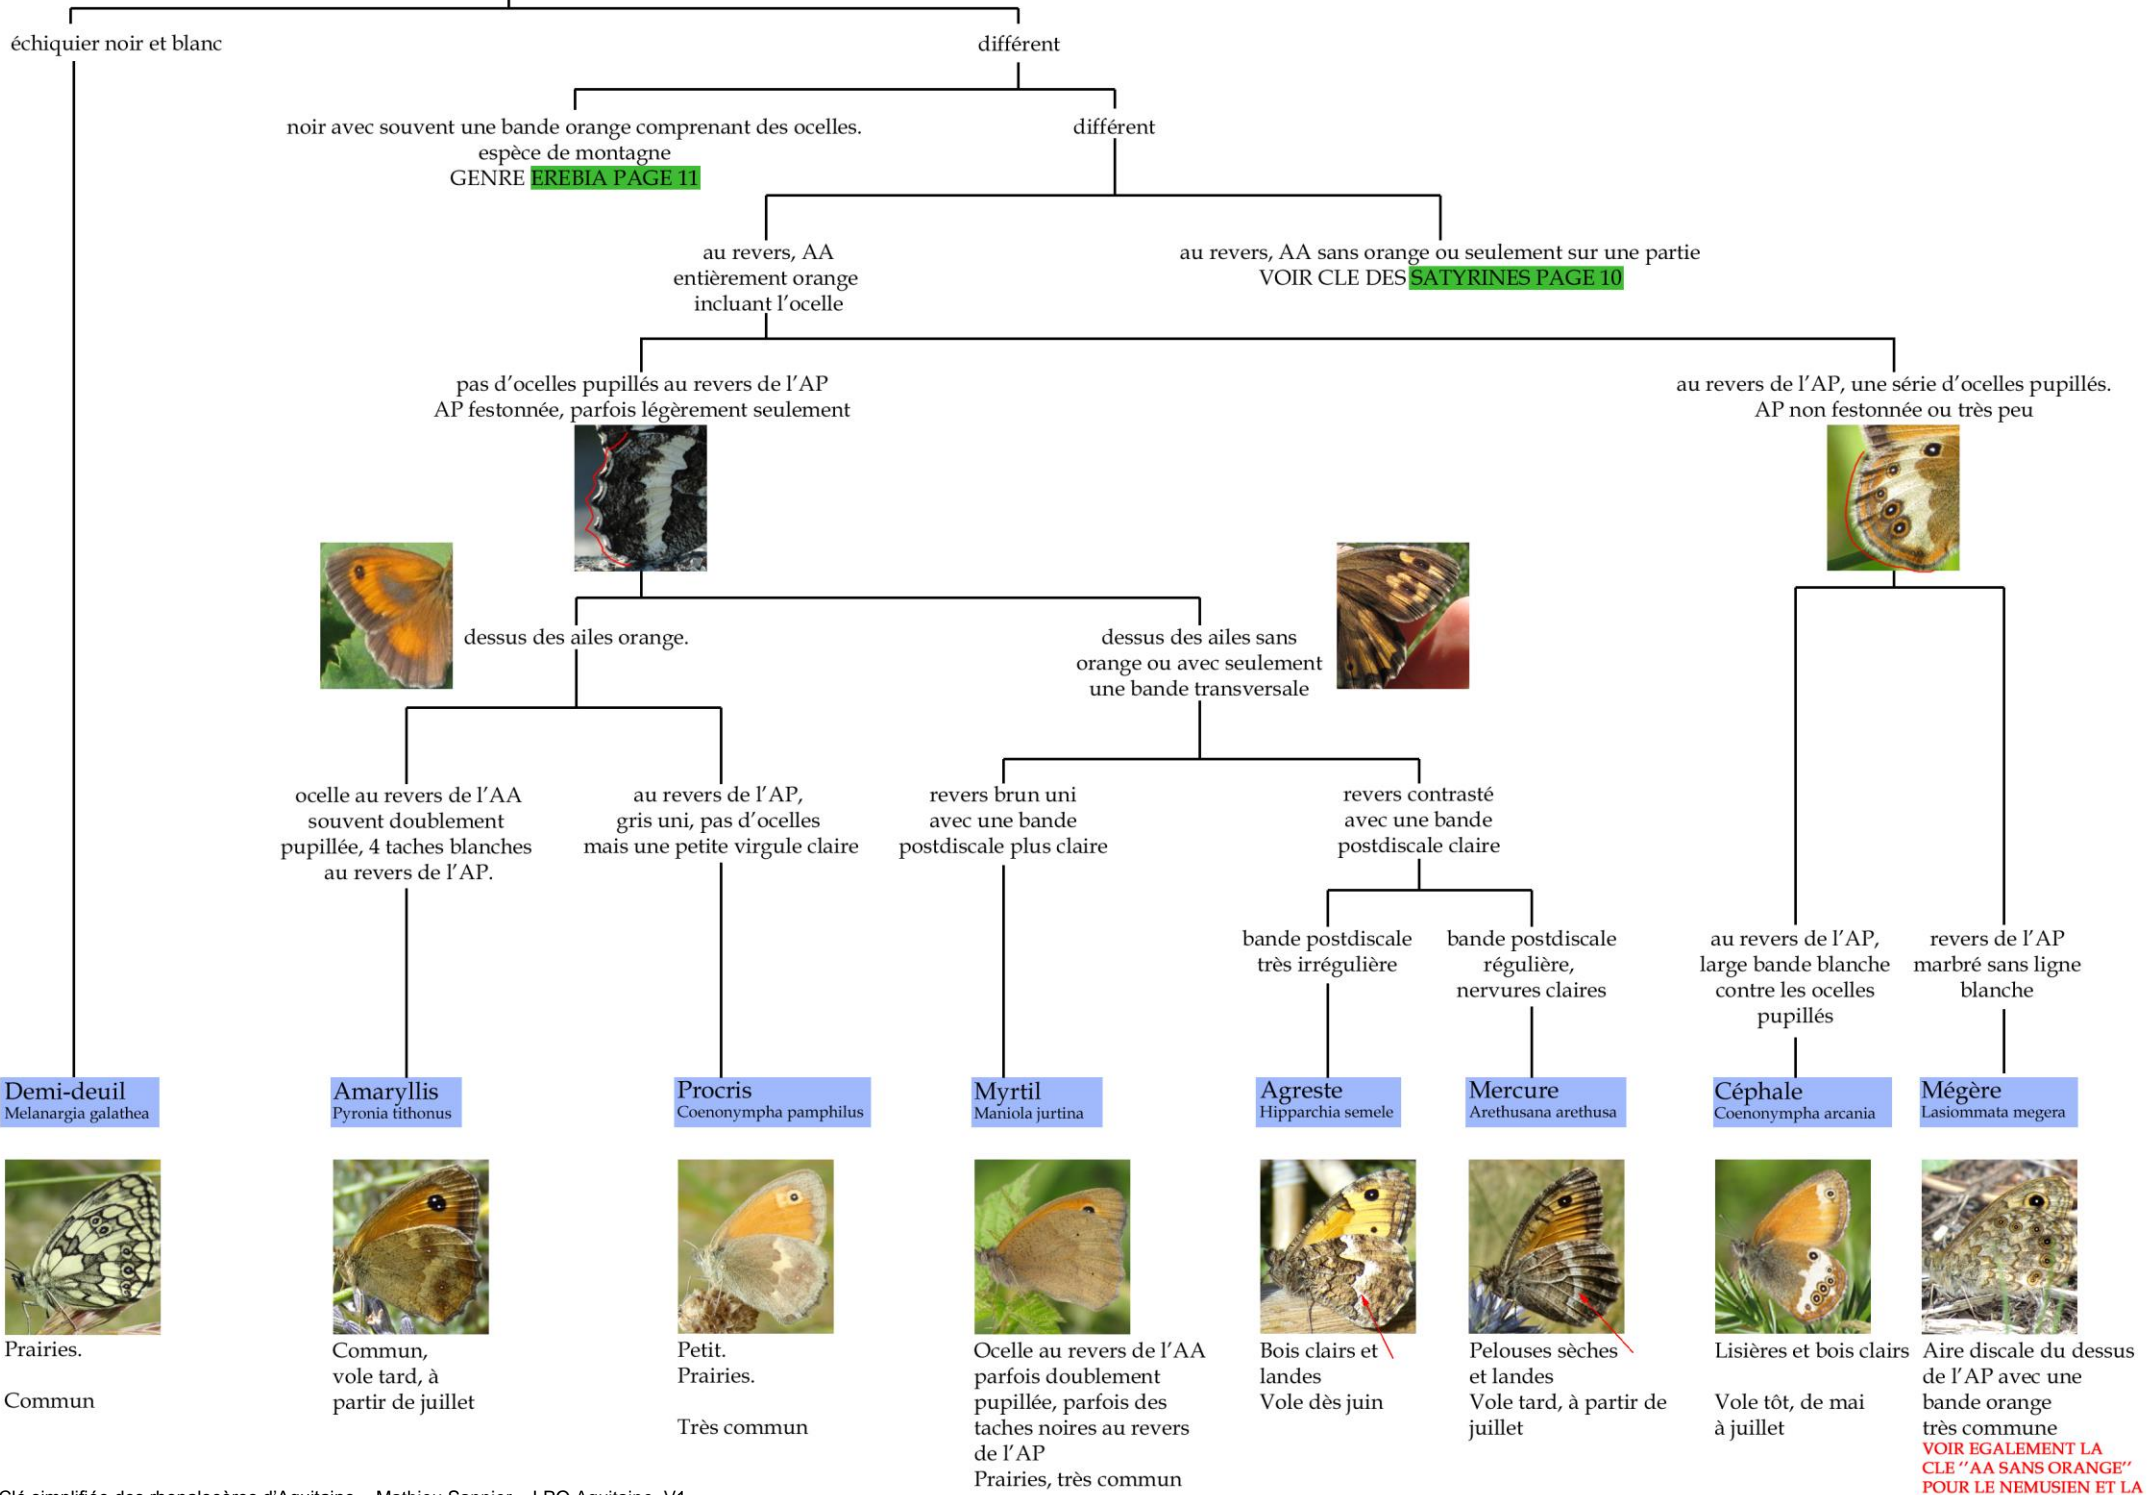 échiquier noir et blanc
différent
noir avec souvent une bande orange comprenant des ocelles.
espèce de montagne
GENRE EREBIA PAGE 11
différent
au revers, AA
entièrement orange
incluant l'ocelle
au revers, AA sans orange ou seulement sur une partie
VOIR CLE DES SATYRINES PAGE 10
pas d'ocelles pupillés au revers de l'AP
AP festonnée, parfois légèrement seulement
au revers de l'AP, une série d'ocelles pupillés.
AP non festonnée ou très peu
dessus des ailes orange.
dessus des ailes sans
orange ou avec seulement
une bande transversale
ocelle au revers de l'AA
souvent doublement
pupillée, 4 taches blanches
au revers de l'AP.
au revers de l'AP,
gris uni, pas d'ocelles
mais une petite virgule claire
revers brun uni
avec une bande
postdiscale plus claire
revers contrasté
avec une bande
postdiscale claire
bande postdiscale
très irrégulière
bande postdiscale
régulière,
nervures claires
au revers de l'AP,
large bande blanche
contre les ocelles
pupillés
revers de l'AP
marbré sans ligne
blanche
Demi-deuil
Melanargia galathea
Amaryllis
Pyronia tithonus
Procris
Coenonympha pamphilus
Myrtil
Maniola jurtina
Agreste
Hipparchia semele
Mercure
Arethusana arethusa
Céphale
Coenonympha arcania
Mégère
Lasiommata megera
Prairies.
Commun
Commun,
vole tard, à
partir de juillet
Petit.
Prairies.
Très commun
Ocelle au revers de l'AA
parfois doublement
pupillée, parfois des
taches noires au revers
de l'AP
Prairies, très commun
Bois clairs et
landes
Vole dès juin
Pelouses sèches
et landes
Vole tard, à partir de
juillet
Lisières et bois clairs
Vole tôt, de mai
à juillet
Aire discale du dessus
de l'AP avec une
bande orange
très commune
VOIR EGALEMENT LA
CLE ''AA SANS ORANGE''
POUR LE NEMUSIEN ET LA